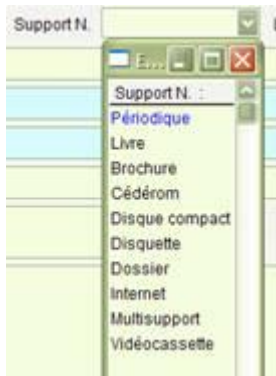 Support N.
E...
Support N. :
Périodique
Livre
Brochure
Cédérom
Disque compact
Disquette
Dossier
Internet
Multisupport
Vidéocassette